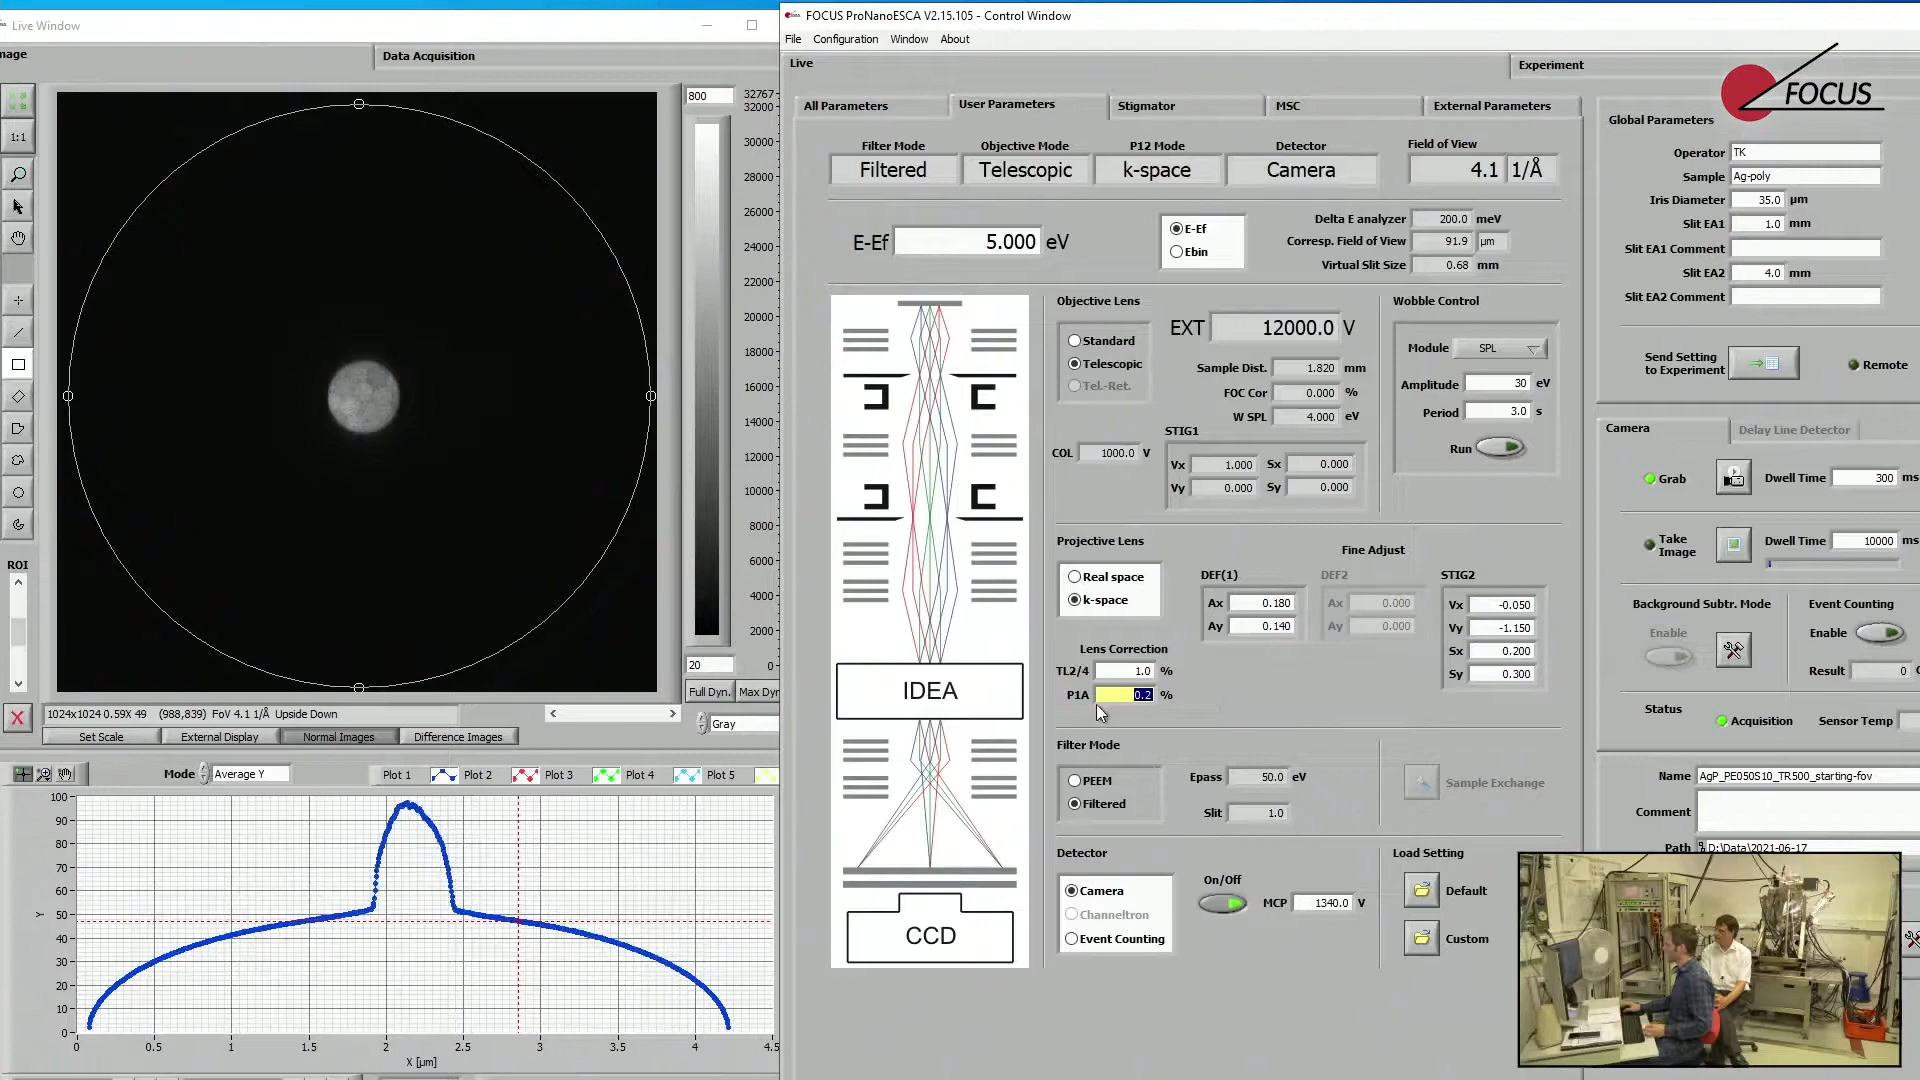 Live Window
mage
Data Acquisition
1:1
ROI
800
20
32767
32000
30000
28000
26000
24000
22000
20000
18000
16000
14000
12000
10000
8000
6000
4000
2000
0
Full Dyn.
Max Dyn
Gray
1024x1024 0.59X 49 (988,839) FoV 4.1 1/Å Upside Down
Set Scale
External Display
Normal Images
Difference Images
Mode
Average Y
Plot 1
Plot 2
Plot 3
Plot 4
Plot 5
100
90
80
70
60
50
40
30
20
10
0
Y
0
0.5
1
1.5
2
2.5
3
3.5
4
4.5
X [µm]
FOCUS ProNanoESCA V2.15.105 - Control Window
File
Configuration
Window
About
Live
Experiment
All Parameters
User Parameters
Stigmator
MSC
External Parameters
Filter Mode
Filtered
Objective Mode
Telescopic
P12 Mode
k-space
Detector
Camera
Field of View
4.1
1/Å
E-Ef
5.000
eV
E-Ef
Ebin
Delta E analyzer
200.0
meV
Corresp. Field of View
91.9
µm
Virtual Slit Size
0.68
mm
IDEA
CCD
Objective Lens
Standard
Telescopic
Tel.-Ret.
EXT
12000.0
V
Sample Dist.
1.820
mm
FOC Cor
0.000
%
W SPL
4.000
eV
COL
1000.0
V
STIG1
Vx
1.000
Sx
0.000
Vy
0.000
Sy
0.000
Wobble Control
Module
SPL
Amplitude
30
eV
Period
3.0
s
Run
Projective Lens
Real space
k-space
Fine Adjust
DEF(1)
Ax
0.180
Ay
0.140
DEF2
Ax
0.000
Ay
0.000
STIG2
Vx
-0.050
Vy
-1.150
Sx
0.200
Sy
0.300
Lens Correction
TL2/4
1.0
%
P1A
0.2
%
Filter Mode
PEEM
Filtered
Epass
50.0
eV
Slit
1.0
Sample Exchange
Detector
Camera
Channeltron
Event Counting
On/Off
MCP
1340.0
V
Load Setting
Default
Custom
FOCUS
Global Parameters
Operator
TK
Sample
Ag-poly
Iris Diameter
35.0
µm
Slit EA1
1.0
mm
Slit EA1 Comment
Slit EA2
4.0
mm
Slit EA2 Comment
Send Setting
to Experiment
Remote
Camera
Delay Line Detector
Grab
Dwell Time
300
ms
Take
Image
Dwell Time
10000
ms
Background Subtr. Mode
Enable
Event Counting
Enable
Result
0
Status
Acquisition
Sensor Temp
Name
AgP_PE050S10_TR500_starting-fov
Comment
Path
D:\Data\2021-06-17